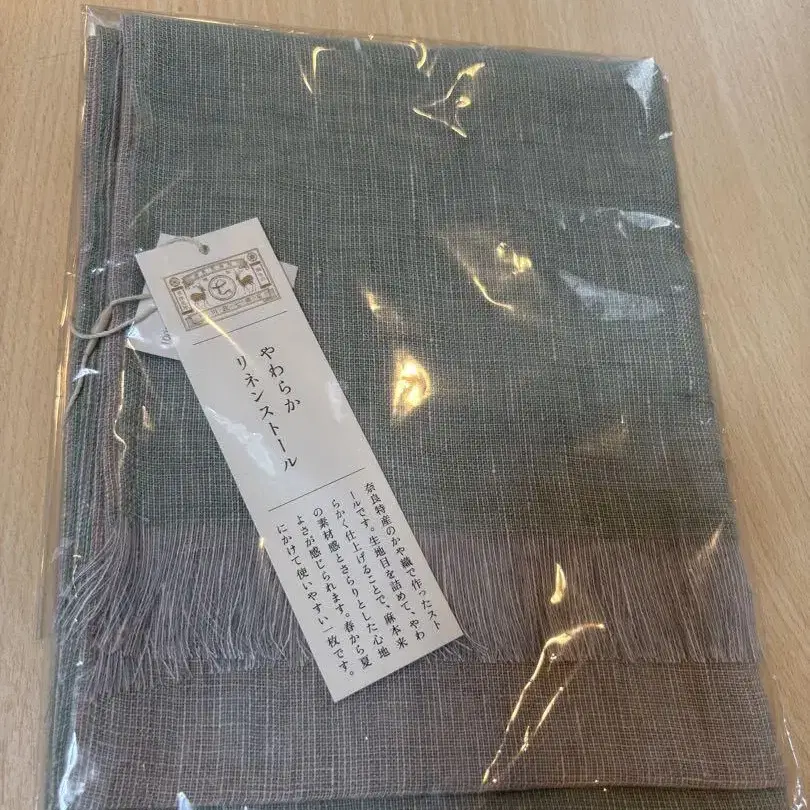 やわらか
リネンストール
奈良特産のかや織で作ったスト
ールです。生地目を詰めて、やわ
らかく仕上げることで、麻本来
の素材感とさらりとした心地
よさが感じられます。春から夏
にかけて使いやすい一枚です。